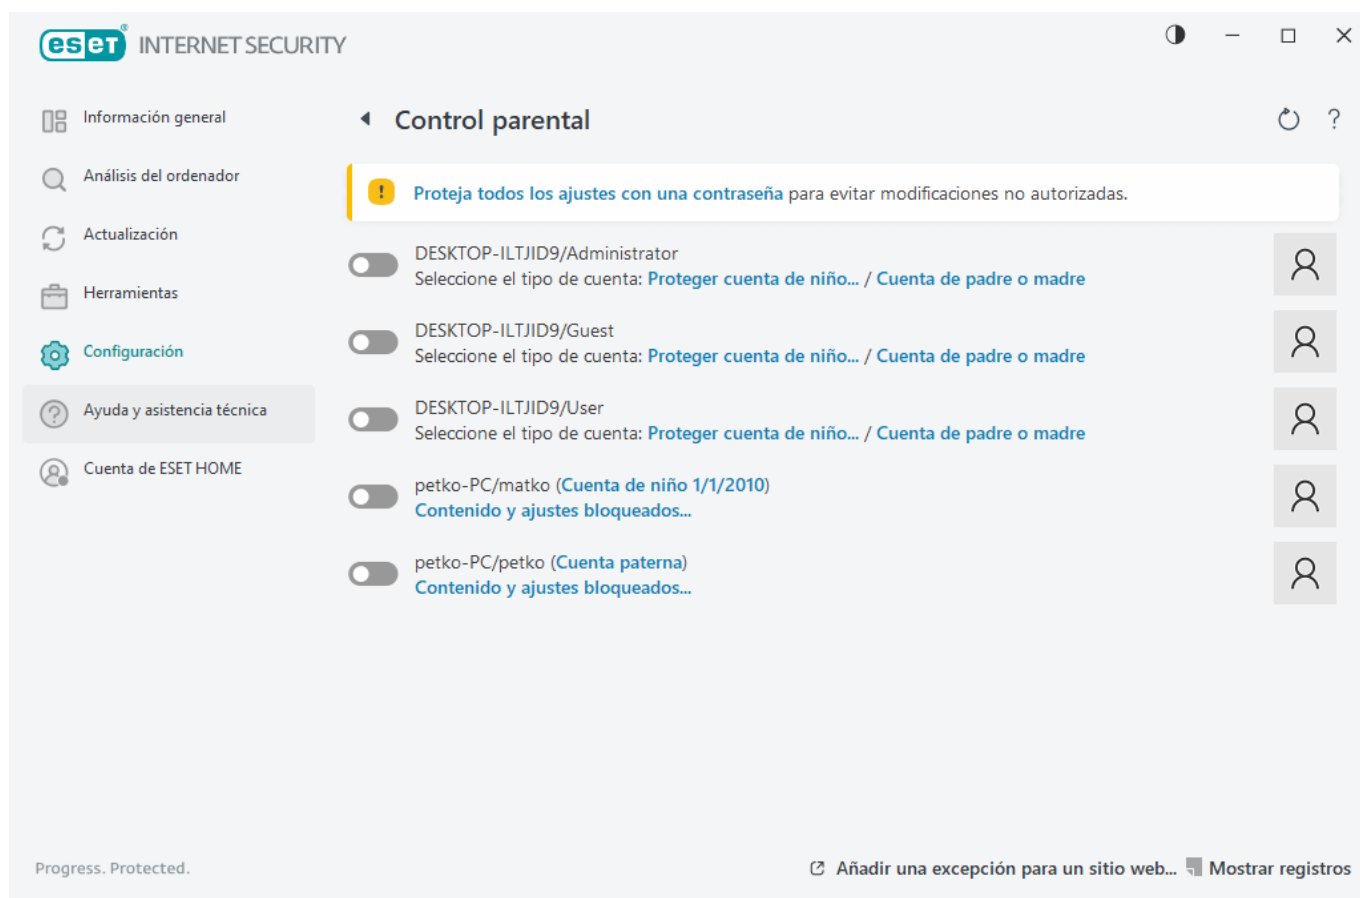 eset® INTERNET SECURITY
Información general
Análisis del ordenador
Actualización
Herramientas
Configuración
Ayuda y asistencia técnica
Cuenta de ESET HOME
Control parental
?
! Proteja todos los ajustes con una contraseña para evitar modificaciones no autorizadas.
DESKTOP-ILTJID9/Administrator
Seleccione el tipo de cuenta: Proteger cuenta de niño... / Cuenta de padre o madre
DESKTOP-ILTJID9/Guest
Seleccione el tipo de cuenta: Proteger cuenta de niño... / Cuenta de padre o madre
DESKTOP-ILTJID9/User
Seleccione el tipo de cuenta: Proteger cuenta de niño... / Cuenta de padre o madre
petko-PC/matko (Cuenta de niño 1/1/2010)
Contenido y ajustes bloqueados...
petko-PC/petko (Cuenta paterna)
Contenido y ajustes bloqueados...
Progress. Protected.
Añadir una excepción para un sitio web... Mostrar registros